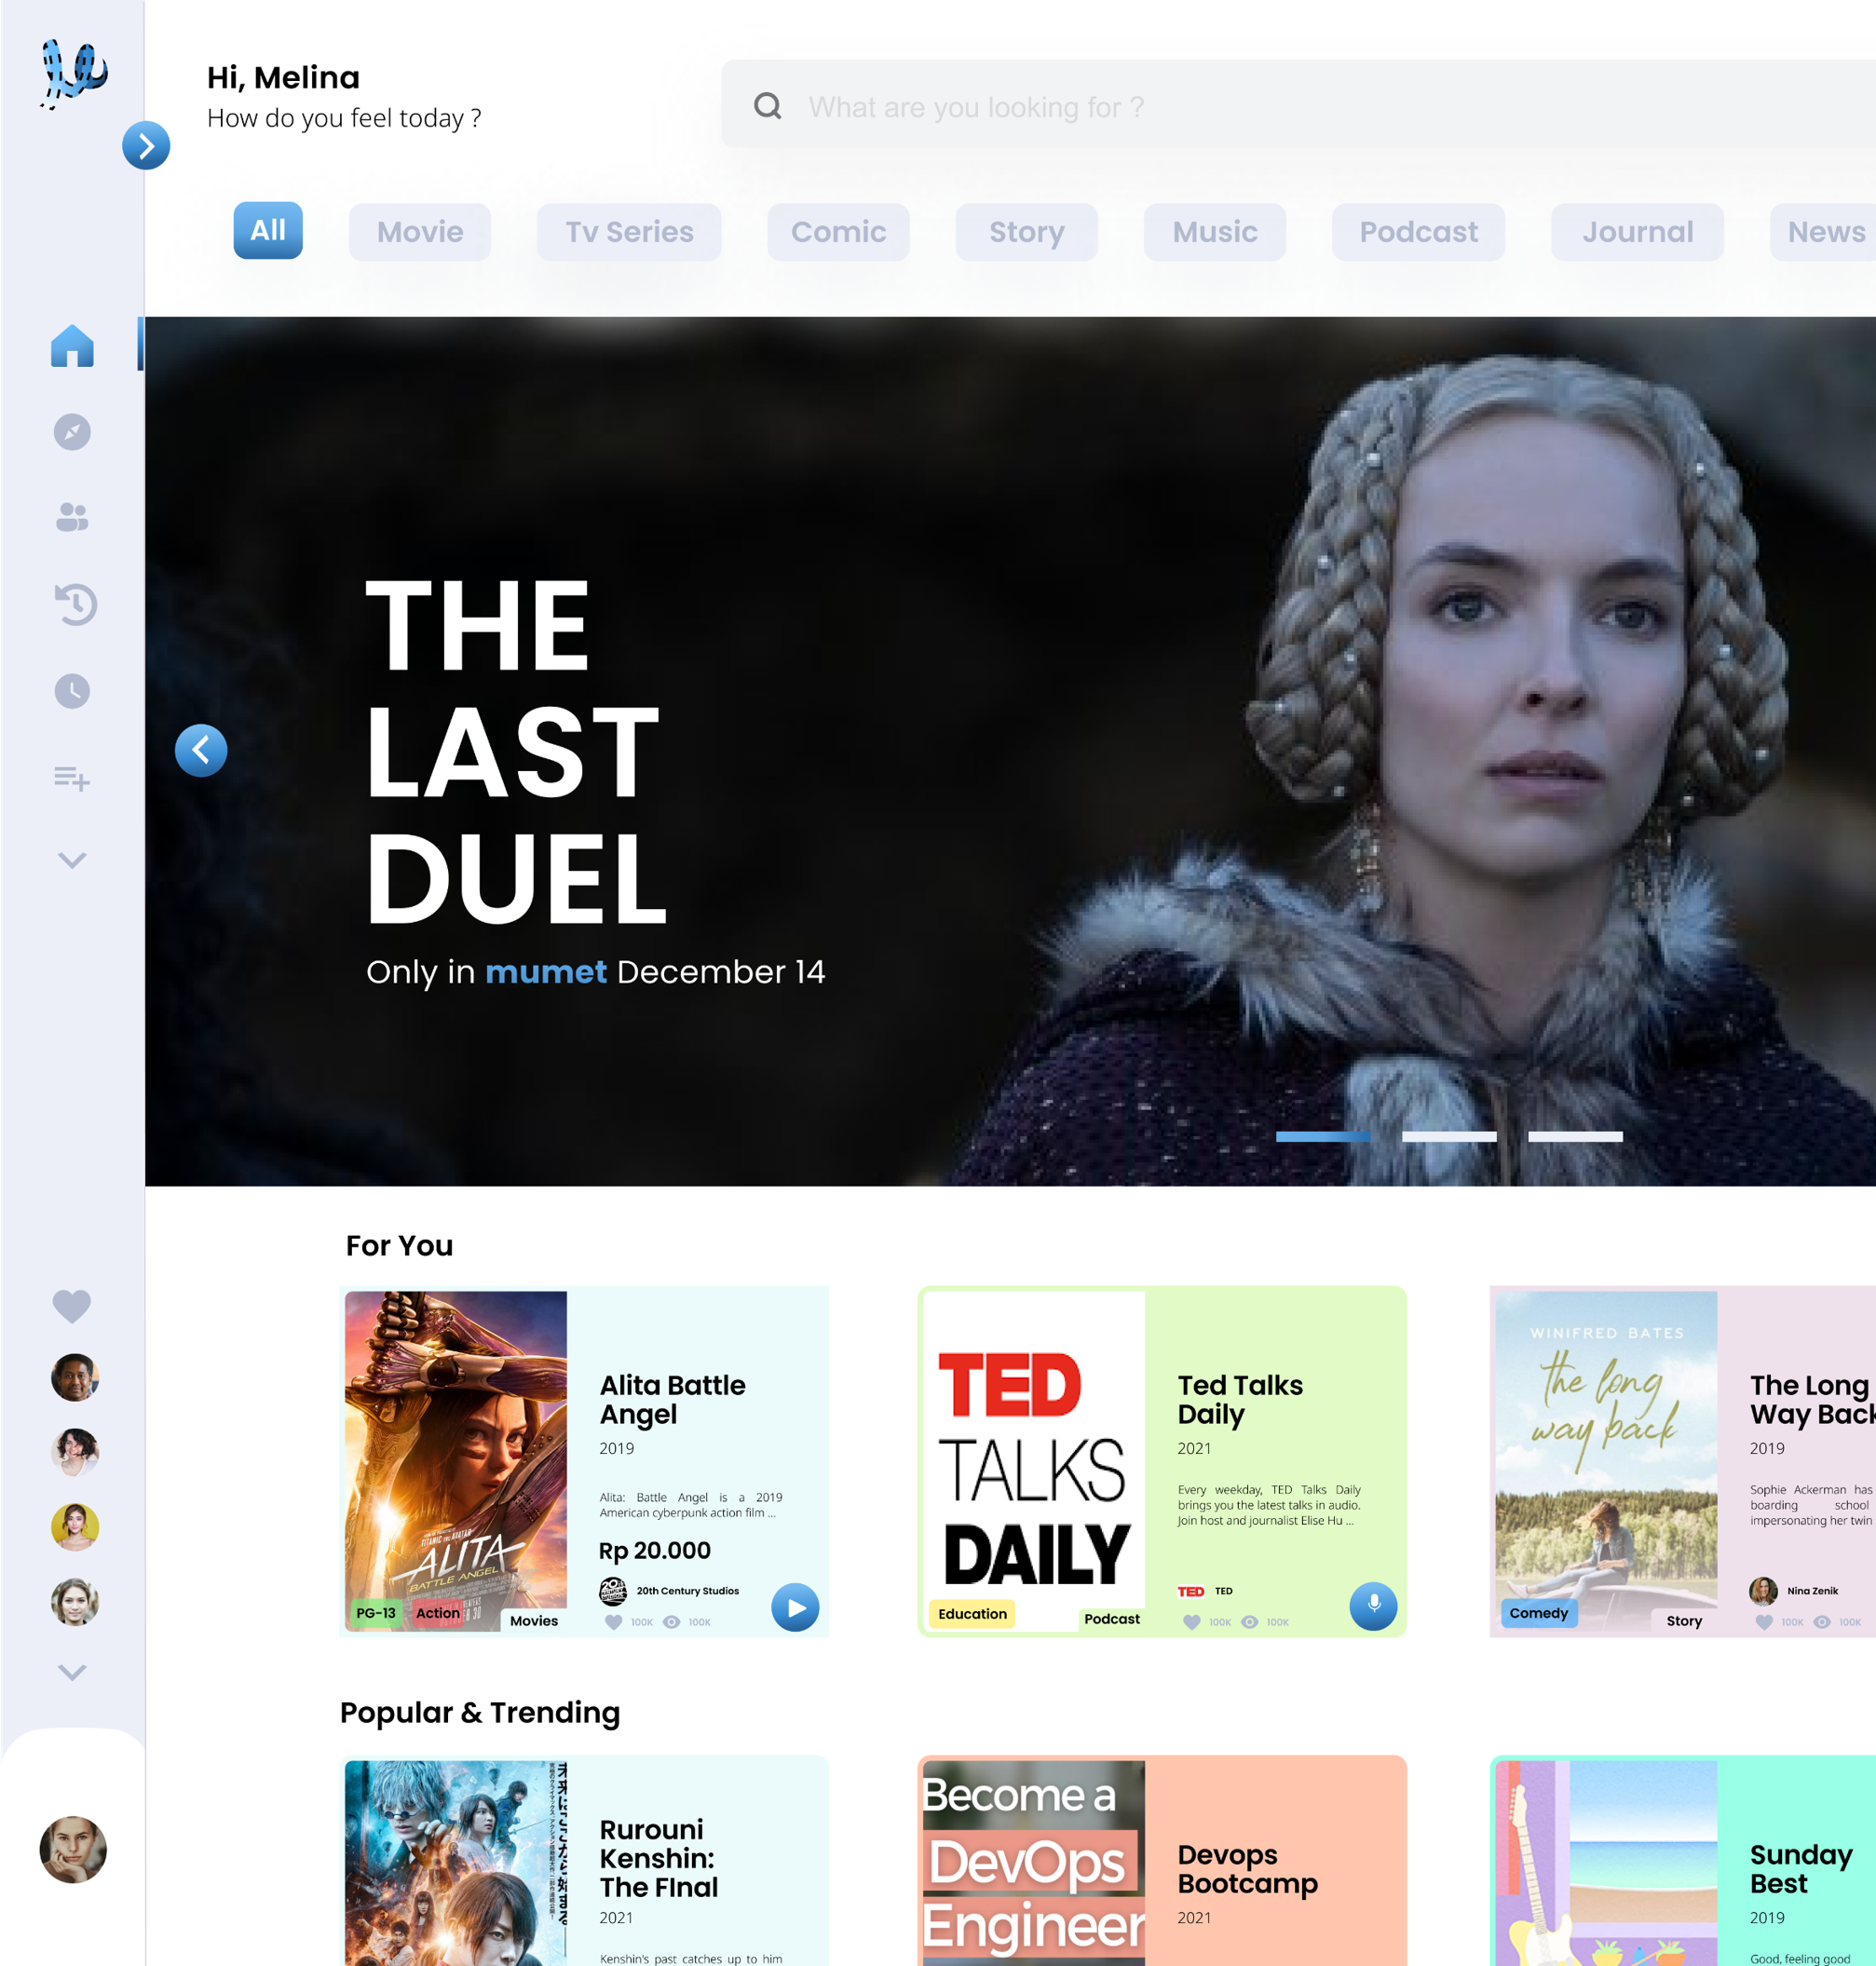 Hi, Melina
How do you feel today ?
What are you looking for ?
All
Movie
Tv Series
Comic
Story
Music
Podcast
Journal
News
THE
LAST
DUEL
Only in mumet December 14
For You
ALITA
BATTLE ANGEL
PG-13
Action
Movies
Alita Battle
Angel
2019
Alita: Battle Angel is a 2019
American cyberpunk action film ...
Rp 20.000
20th Century Studios
100K
100K
TED
TALKS
DAILY
Education
Podcast
Ted Talks
Daily
2021
Every weekday, TED Talks Daily
brings you the latest talks in audio.
Join host and journalist Elise Hu ...
TED
TED
100K
100K
WINIFRED BATES
the long
way back
Comedy
Story
The Long
Way Back
2019
Sophie Ackerman has
boarding school
impersonating her twin
Nina Zenik
100K
100K
Popular & Trending
Rurouni
Kenshin:
The FInal
2021
Kenshin's past catches up to him
Become a
DevOps
Engineer
Devops
Bootcamp
2021
Sunday
Best
2019
Good, feeling good